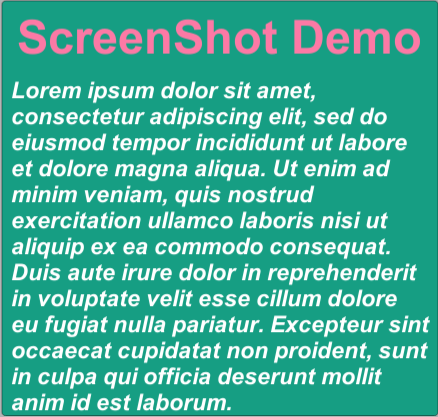 ScreenShot Demo
Lorem ipsum dolor sit amet,
consectetur adipiscing elit, sed do
eiusmod tempor incididunt ut labore
et dolore magna aliqua. Ut enim ad
minim veniam, quis nostrud
exercitation ullamco laboris nisi ut
aliquip ex ea commodo consequat.
Duis aute irure dolor in reprehenderit
in voluptate velit esse cillum dolore
eu fugiat nulla pariatur. Excepteur sint
occaecat cupidatat non proident, sunt
in culpa qui officia deserunt mollit
anim id est laborum.